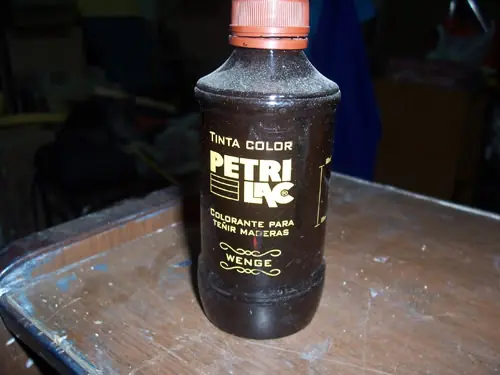 TINTA COLOR
PETRI
LAC®
COLORANTE PARA
TEÑIR MADERAS
WENGE